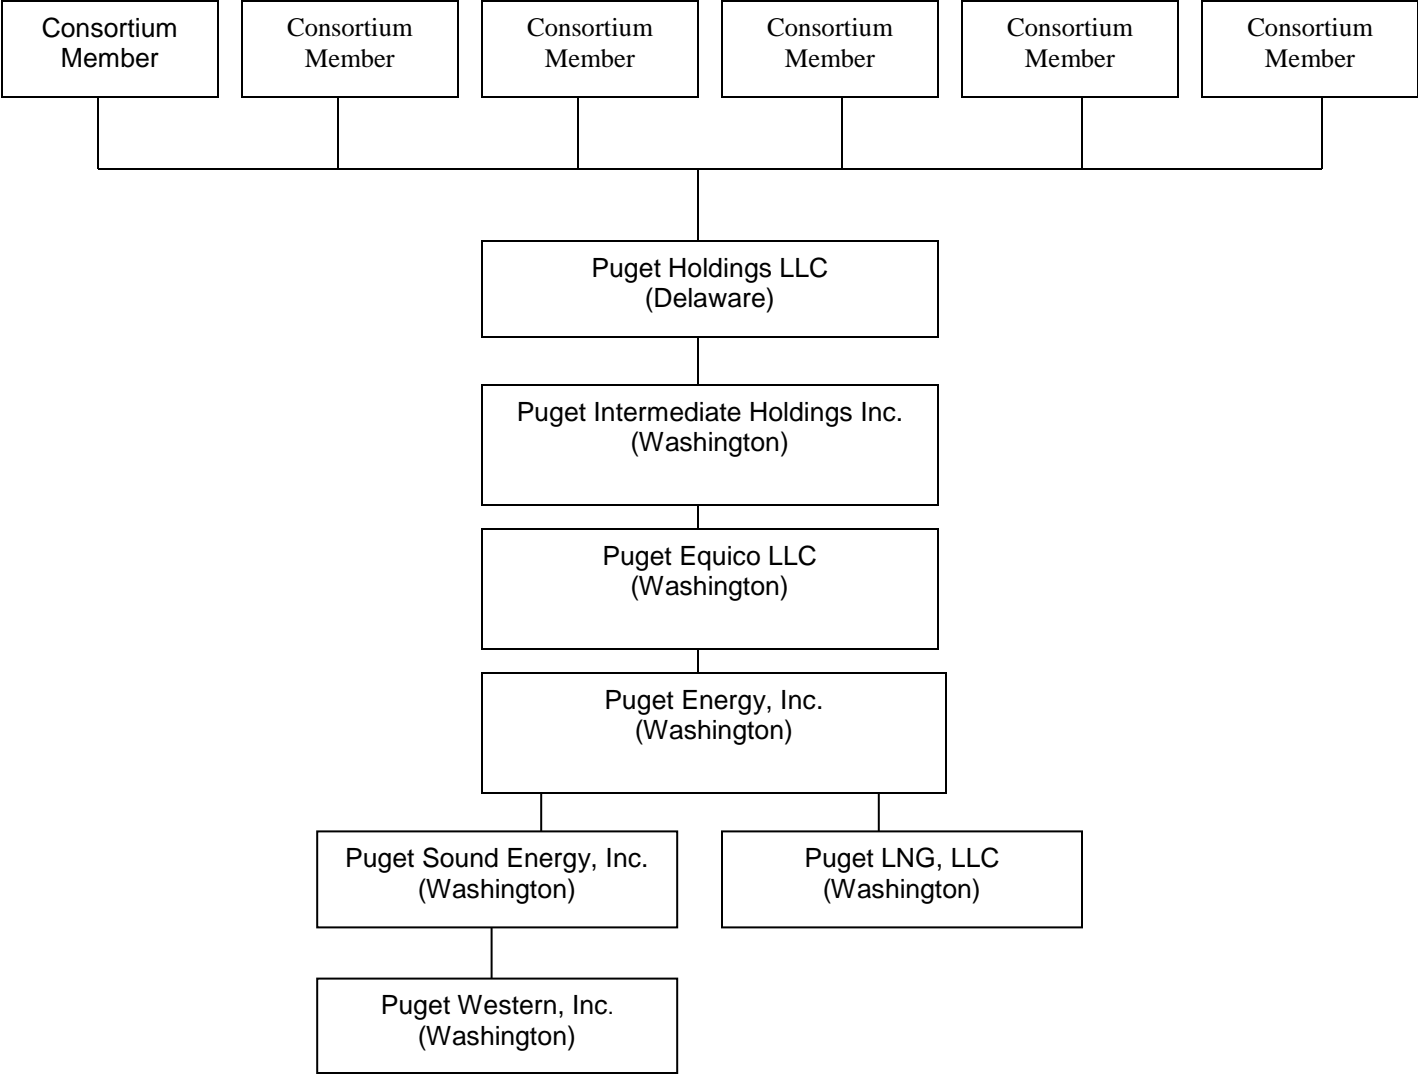 Consortium
Member
Consortium
Member
Consortium
Member
Consortium
Member
Consortium
Member
Consortium
Member
Puget Holdings LLC
(Delaware)
Puget Intermediate Holdings Inc.
(Washington)
Puget Equico LLC
(Washington)
Puget Energy, Inc.
(Washington)
Puget Sound Energy, Inc.
(Washington)
Puget LNG, LLC
(Washington)
Puget Western, Inc.
(Washington)